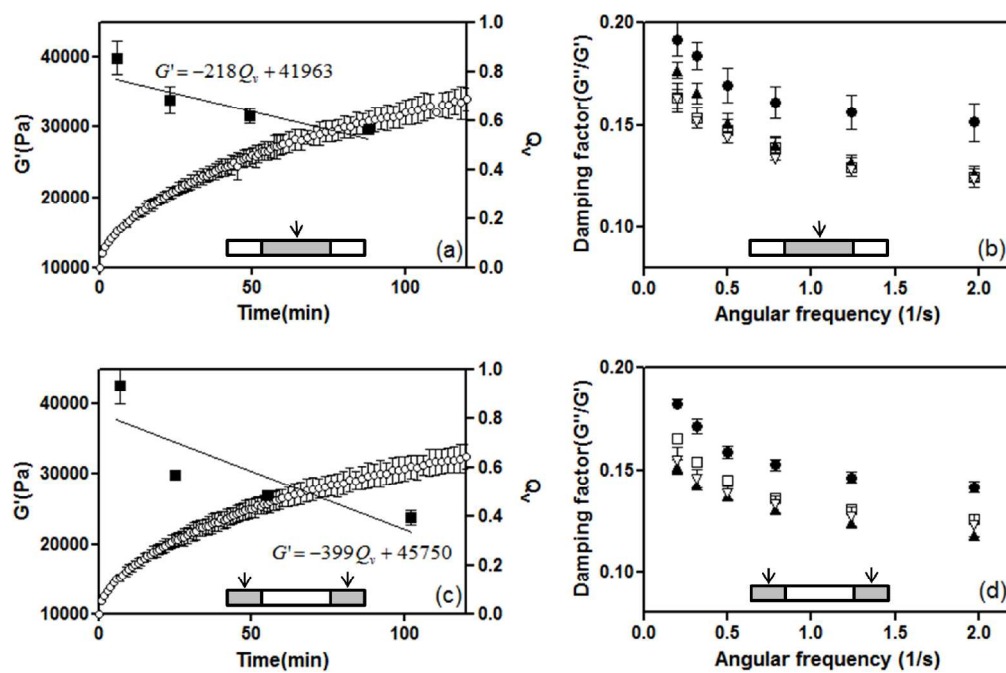 G'(Pa)
40000
30000
20000
10000
G' = −218Qv + 41963
1.0
0.8
0.6
0.4
0.2
0.0
Qv
(a)
0
50
100
Time(min)
Damping factor(G''/G')
0.20
0.15
0.10
(b)
0.0
0.5
1.0
1.5
2.0
Angular frequency (1/s)
G'(Pa)
40000
30000
20000
10000
1.0
0.8
0.6
0.4
0.2
0.0
Qv
G' = −399Qv + 45750
(c)
0
50
100
Time(min)
Damping factor(G''/G')
0.20
0.15
0.10
(d)
0.0
0.5
1.0
1.5
2.0
Angular frequency (1/s)